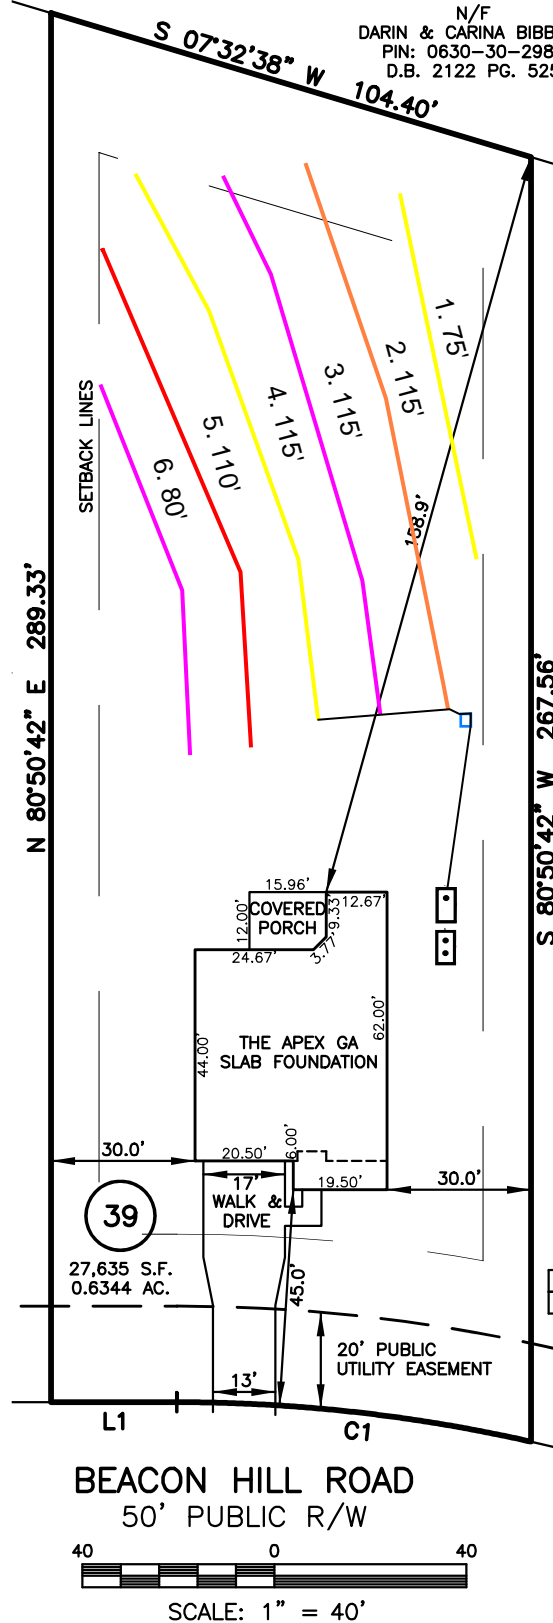 N/F
DARIN & CARINA BIBB
PIN: 0630-30-298
D.B. 2122 PG. 525
S 07°32'38" W 104.40'
1. 75'
2. 115'
3. 115'
4. 115'
5. 110'
6. 80'
SETBACK LINES
158.9'
N 80°50'42" E 289.33'
S 80°50'42" W 267.56'
15.96'
COVERED
PORCH
12.00'
9.33'
12.67'
24.67'
3.77'
62.00'
44.00'
THE APEX GA
SLAB FOUNDATION
30.0'
20.50'
6.00'
19.50'
30.0'
17'
WALK &
DRIVE
39
27,635 S.F.
0.6344 AC.
45.0'
20' PUBLIC
UTILITY EASEMENT
13'
L1
C1
BEACON HILL ROAD
50' PUBLIC R/W
40 0 40
SCALE: 1" = 40'